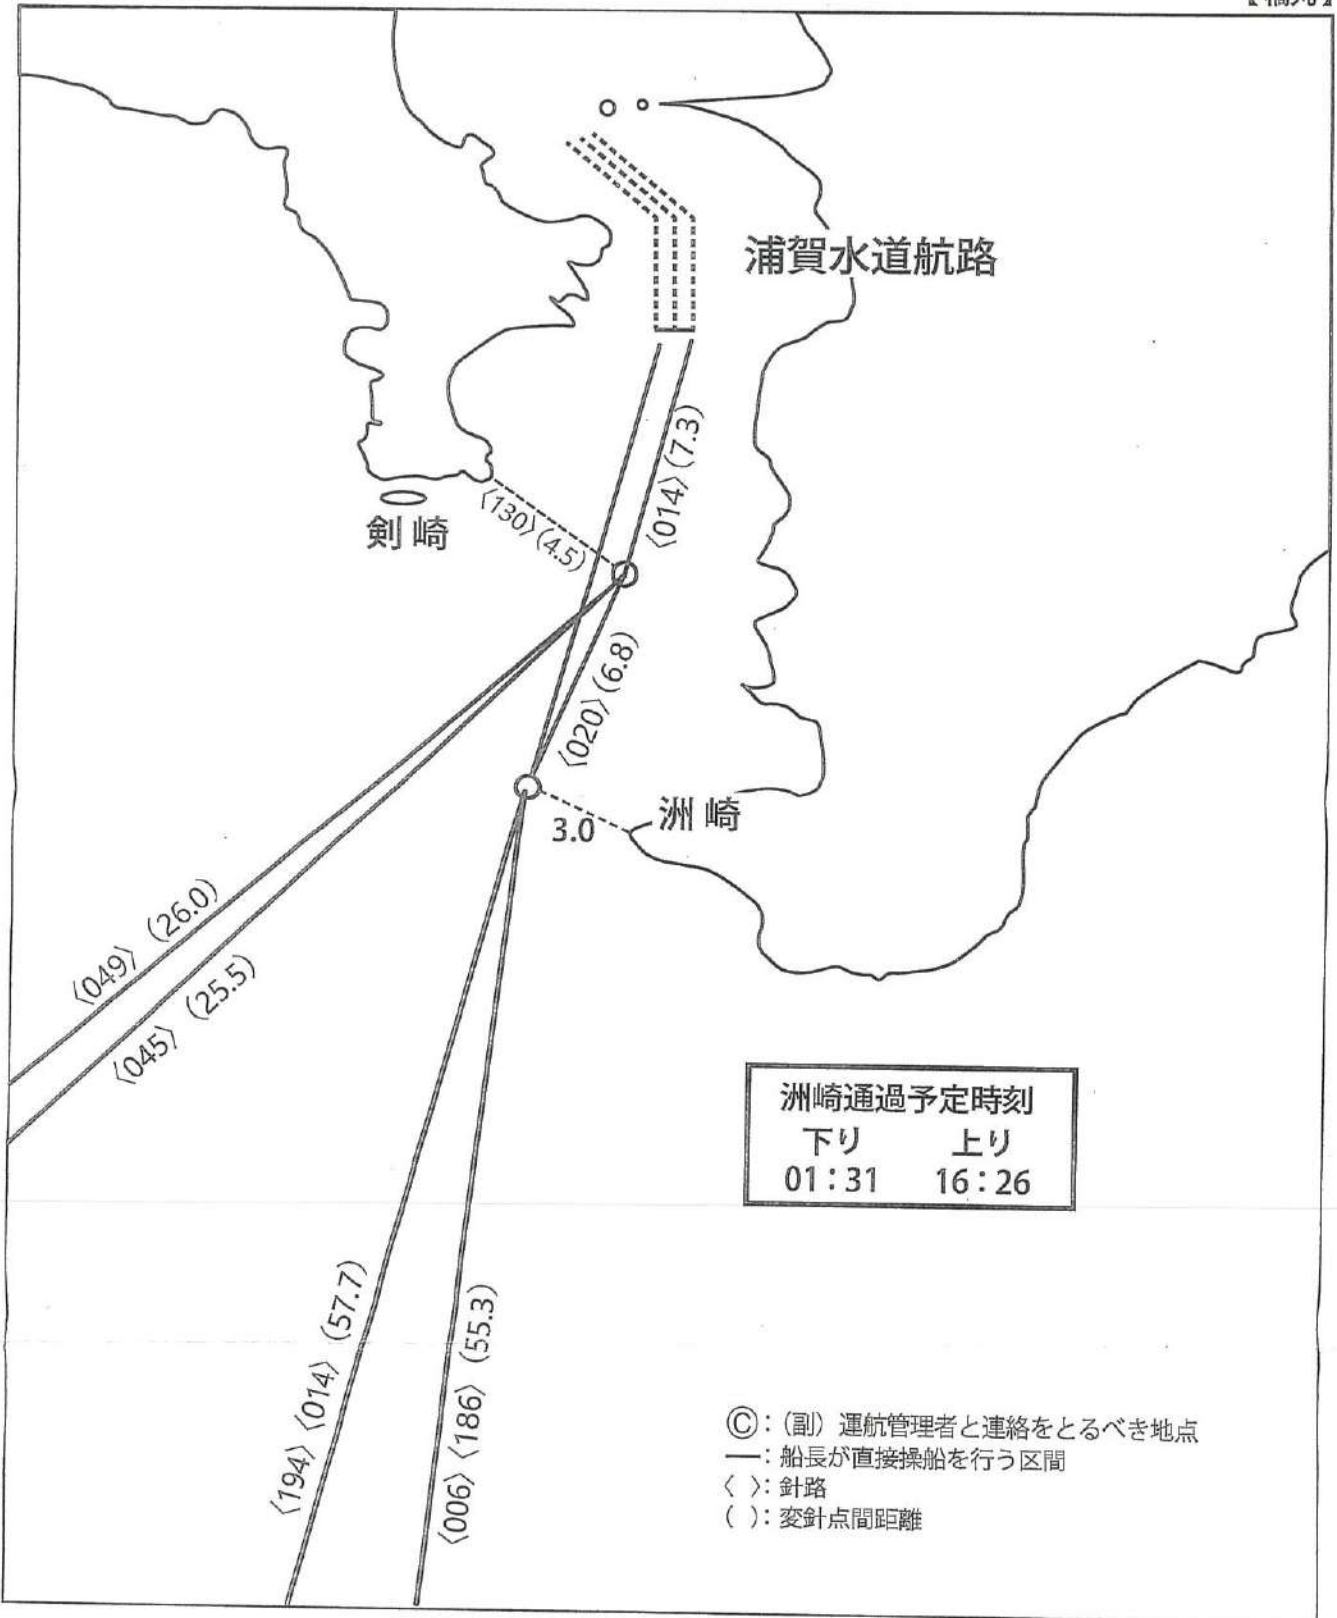 浦賀水道航路
〈014〉(7.3)
〈130〉(4.5)
剣崎
〈020〉(6.8)
洲崎
3.0
〈049〉 (26.0)
〈045〉 (25.5)
洲崎通過予定時刻
下り 上り
01:31 16:26
〈194〉〈014〉 (57.7)
〈006〉〈186〉 (55.3)
Ⓒ:(副) 運航管理者と連絡をとるべき地点
―:船長が直接操船を行う区間
〈 〉:針路
( ):変針点間距離